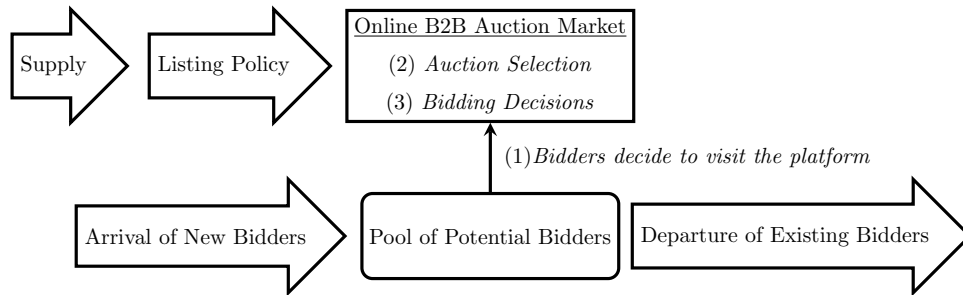 Online B2B Auction Market
Supply
Listing Policy
(2) Auction Selection
(3) Bidding Decisions
(1)Bidders decide to visit the platform
Arrival of New Bidders
Pool of Potential Bidders
Departure of Existing Bidders